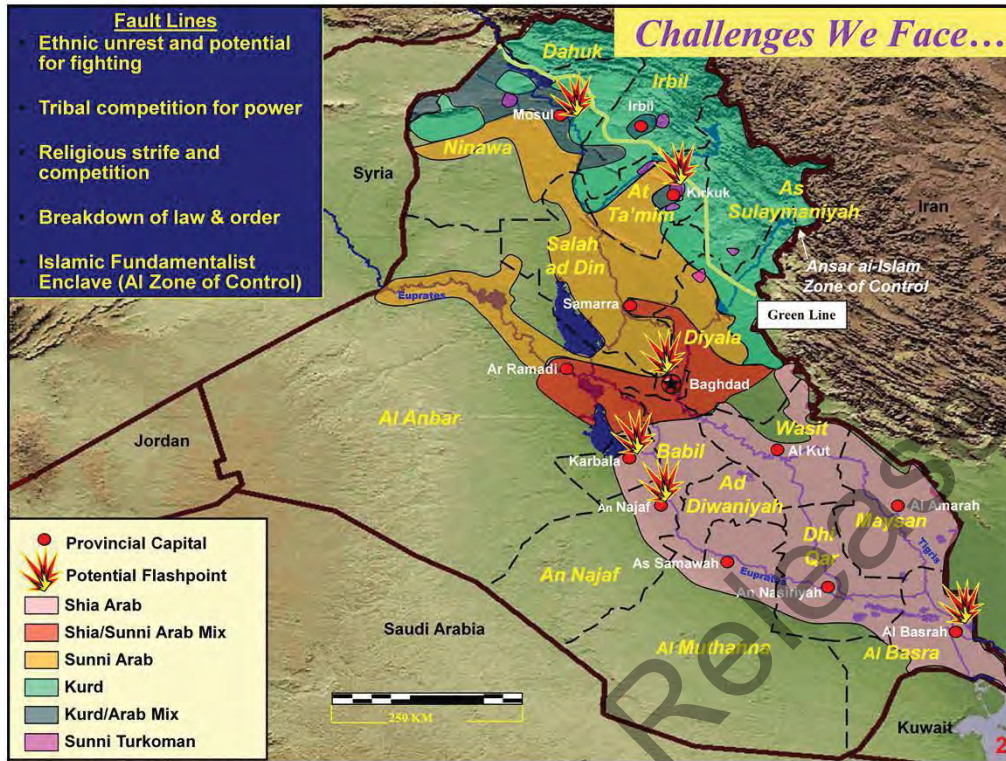 Fault Lines
Ethnic unrest and potential
for fighting
Tribal competition for power
Religious strife and
competition
Breakdown of law & order
Islamic Fundamentalist
Enclave (AI Zone of Control)
Challenges We Face…
Dahuk
Irbil
Mosul
Irbil
Ninawa
Syria
At
Ta'mim
Kirkuk
As
Sulaymaniyah
Iran
Salah
ad Din
Ansar al-Islam
Zone of Control
Euprates
Samarra
Green Line
Diyala
Ar Ramadi
Baghdad
Al Anbar
Jordan
Wasit
Karbala
Babil
Al Kut
An Najaf
Ad
Diwaniyah
Al Amarah
Maysan
Dhi
Qar
Tigris
As Samawah
Euprates
An Nasiriyah
An Najaf
Saudi Arabia
Al Basrah
Al Muthanna
Al Basra
Kuwait
250 KM
Provincial Capital
Potential Flashpoint
Shia Arab
Shia/Sunni Arab Mix
Sunni Arab
Kurd
Kurd/Arab Mix
Sunni Turkoman
2